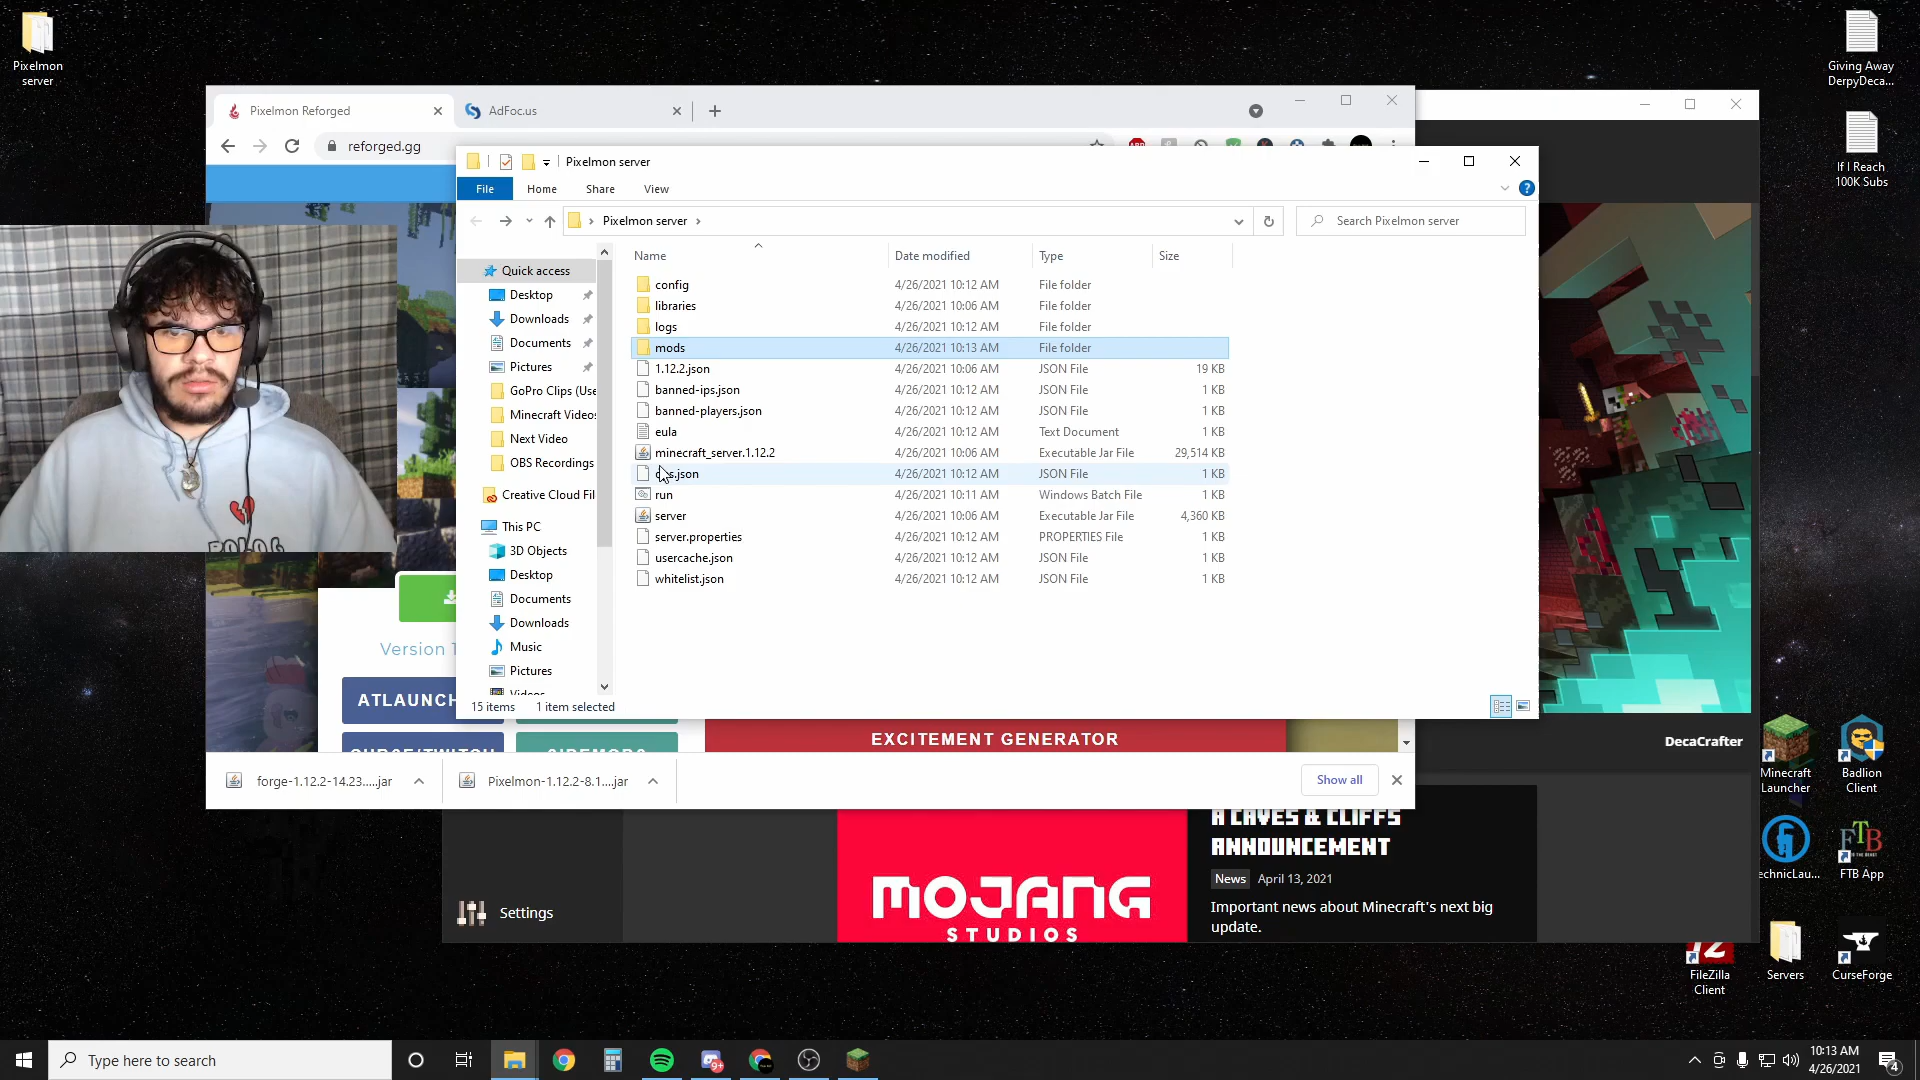 Pixelmon
server
Giving Away
DerpyDeca...
If I Reach
100K Subs
Pixelmon Reforged
AdFoc.us
reforged.gg
Pixelmon server
File
Home
Share
View
Pixelmon server
Search Pixelmon server
Name
Date modified
Type
Size
Quick access
Desktop
Downloads
Documents
Pictures
GoPro Clips (Use
Minecraft Videos
Next Video
OBS Recordings
Creative Cloud Fil
This PC
3D Objects
Desktop
Documents
Downloads
Music
Pictures
Videos
config 4/26/2021 10:12 AM File folder
libraries 4/26/2021 10:06 AM File folder
logs 4/26/2021 10:12 AM File folder
mods 4/26/2021 10:13 AM File folder
1.12.2.json 4/26/2021 10:06 AM JSON File 19 KB
banned-ips.json 4/26/2021 10:12 AM JSON File 1 KB
banned-players.json 4/26/2021 10:12 AM JSON File 1 KB
eula 4/26/2021 10:12 AM Text Document 1 KB
minecraft_server.1.12.2 4/26/2021 10:06 AM Executable Jar File 29,514 KB
4/26/2021 10:12 AM JSON File 1 KB
run 4/26/2021 10:11 AM Windows Batch File 1 KB
server 4/26/2021 10:06 AM Executable Jar File 4,360 KB
server.properties 4/26/2021 10:12 AM PROPERTIES File 1 KB
usercache.json 4/26/2021 10:12 AM JSON File 1 KB
whitelist.json 4/26/2021 10:12 AM JSON File 1 KB
15 items
1 item selected
Version 1
ATLAUNCH
EXCITEMENT GENERATOR
forge-1.12.2-14.23.....jar
Pixelmon-1.12.2-8.1....jar
Show all
DecaCrafter
A CAVES & CLIFFS
ANNOUNCEMENT
News
April 13, 2021
Important news about Minecraft's next big
update.
MOJANG
STUDIOS
Settings
Minecraft
Launcher
Badlion
Client
echnicLau...
FTB App
FileZilla
Client
Servers
CurseForge
Type here to search
10:13 AM
4/26/2021
4